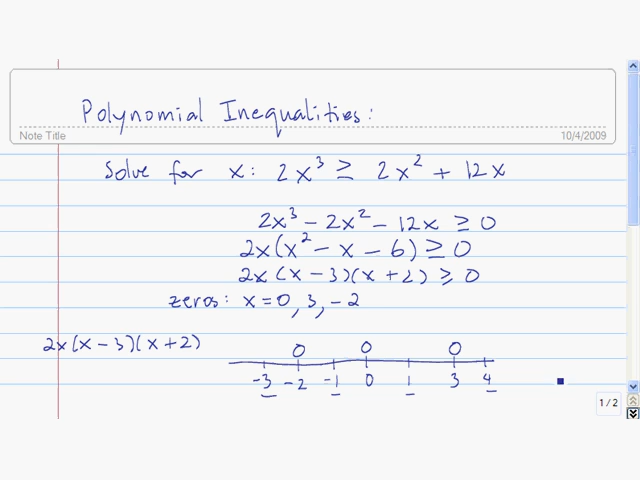 Polynomial Inequalities:
Note Title
10/4/2009
Solve for x: 2x³ ≥ 2x² + 12x
2x³ - 2x² - 12x ≥ 0
2x(x² - x - 6) ≥ 0
2x(x - 3)(x + 2) ≥ 0
zeros: x = 0, 3, -2
2x(x - 3)(x + 2)
0 0 0
-3 -2 -1 0 1 3 4
1 / 2